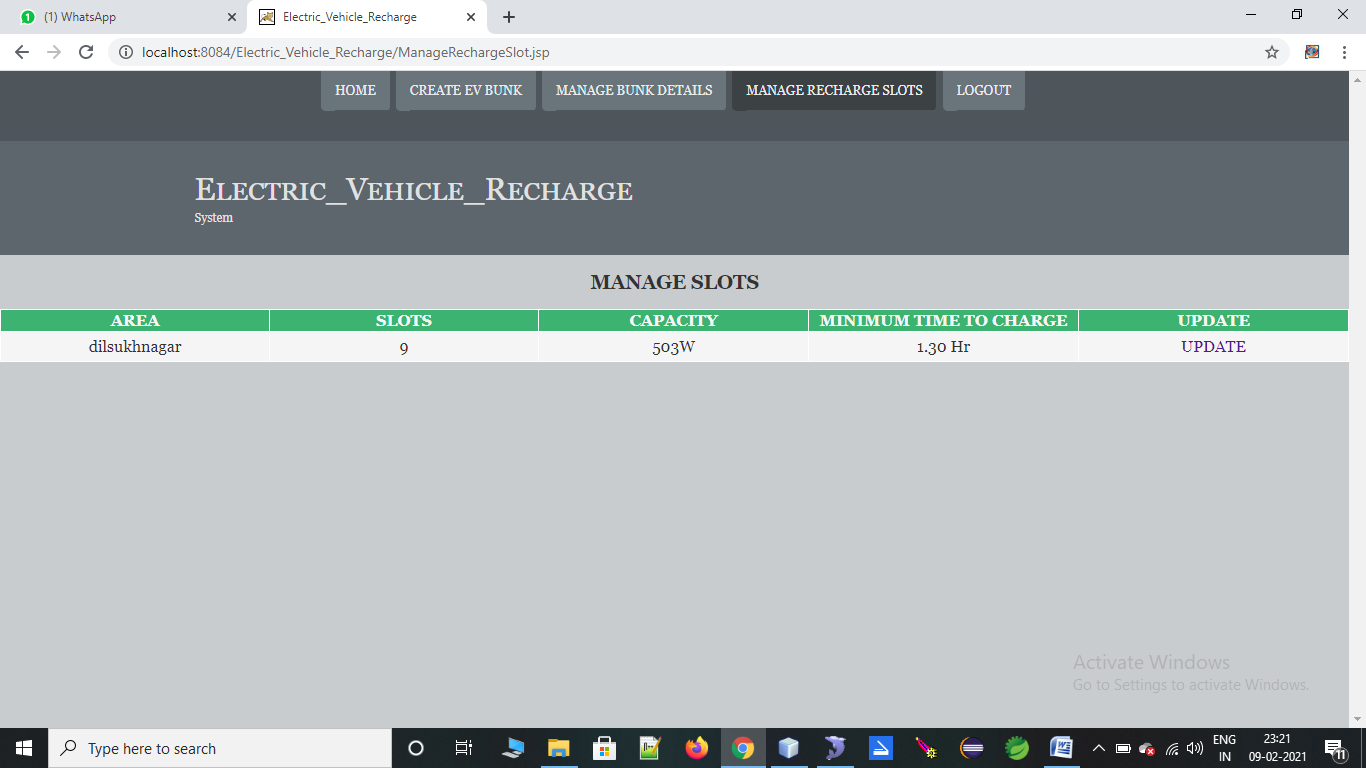 (1) WhatsApp
Electric_Vehicle_Recharge
localhost:8084/Electric_Vehicle_Recharge/ManageRechargeSlot.jsp
HOME CREATE EV BUNK MANAGE BUNK DETAILS MANAGE RECHARGE SLOTS LOGOUT
ELECTRIC_VEHICLE_RECHARGE
System
MANAGE SLOTS
AREA SLOTS CAPACITY MINIMUM TIME TO CHARGE UPDATE
dilsukhnagar 9 503W 1.30 Hr UPDATE
Activate Windows
Go to Settings to activate Windows.
Type here to search
ENG
IN
23:21
09-02-2021
11